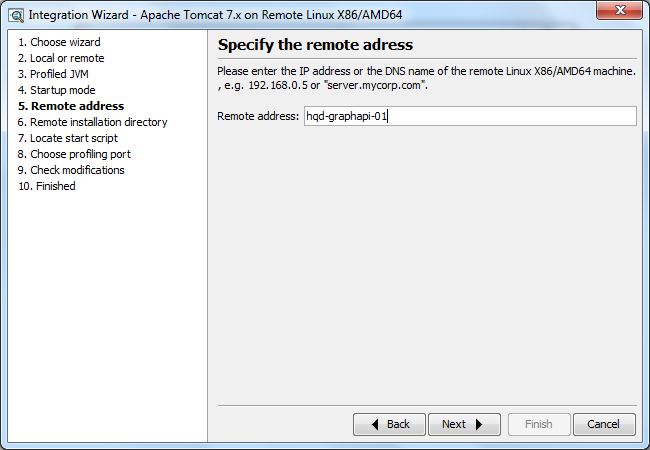 Integration Wizard - Apache Tomcat 7.x on Remote Linux X86/AMD64
1. Choose wizard
2. Local or remote
3. Profiled JVM
4. Startup mode
5. Remote address
6. Remote installation directory
7. Locate start script
8. Choose profiling port
9. Check modifications
10. Finished
Specify the remote adress
Please enter the IP address or the DNS name of the remote Linux X86/AMD64 machine.
, e.g. 192.168.0.5 or "server.mycorp.com".
Remote address: hqd-graphapi-01
Back Next Finish Cancel